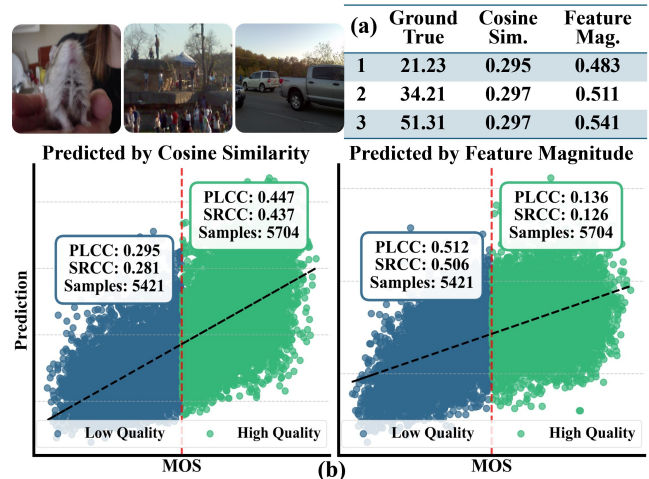 (a) Ground True Cosine Sim. Feature Mag.
1 21.23 0.295 0.483
2 34.21 0.297 0.511
3 51.31 0.297 0.541
Predicted by Cosine Similarity
Predicted by Feature Magnitude
PLCC: 0.447
SRCC: 0.437
Samples: 5704
PLCC: 0.295
SRCC: 0.281
Samples: 5421
PLCC: 0.136
SRCC: 0.126
Samples: 5704
PLCC: 0.512
SRCC: 0.506
Samples: 5421
Prediction
Low Quality High Quality
Low Quality High Quality
MOS
(b)
MOS